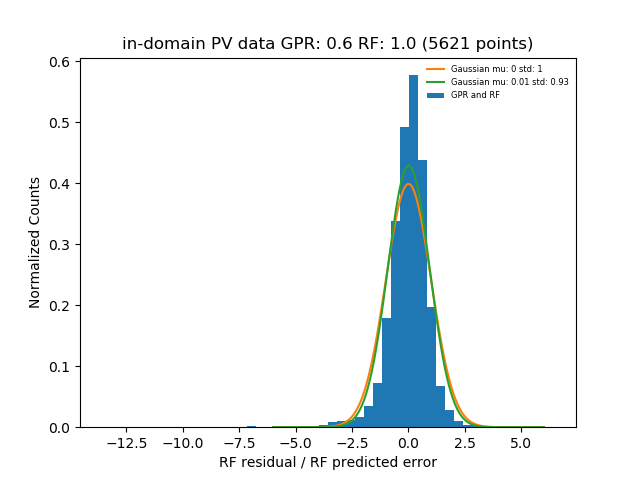 in-domain PV data GPR: 0.6 RF: 1.0 (5621 points)
Gaussian mu: 0 std: 1
Gaussian mu: 0.01 std: 0.93
GPR and RF
Normalized Counts
0.6
0.5
0.4
0.3
0.2
0.1
0.0
−12.5 −10.0 −7.5 −5.0 −2.5 0.0 2.5 5.0
RF residual / RF predicted error